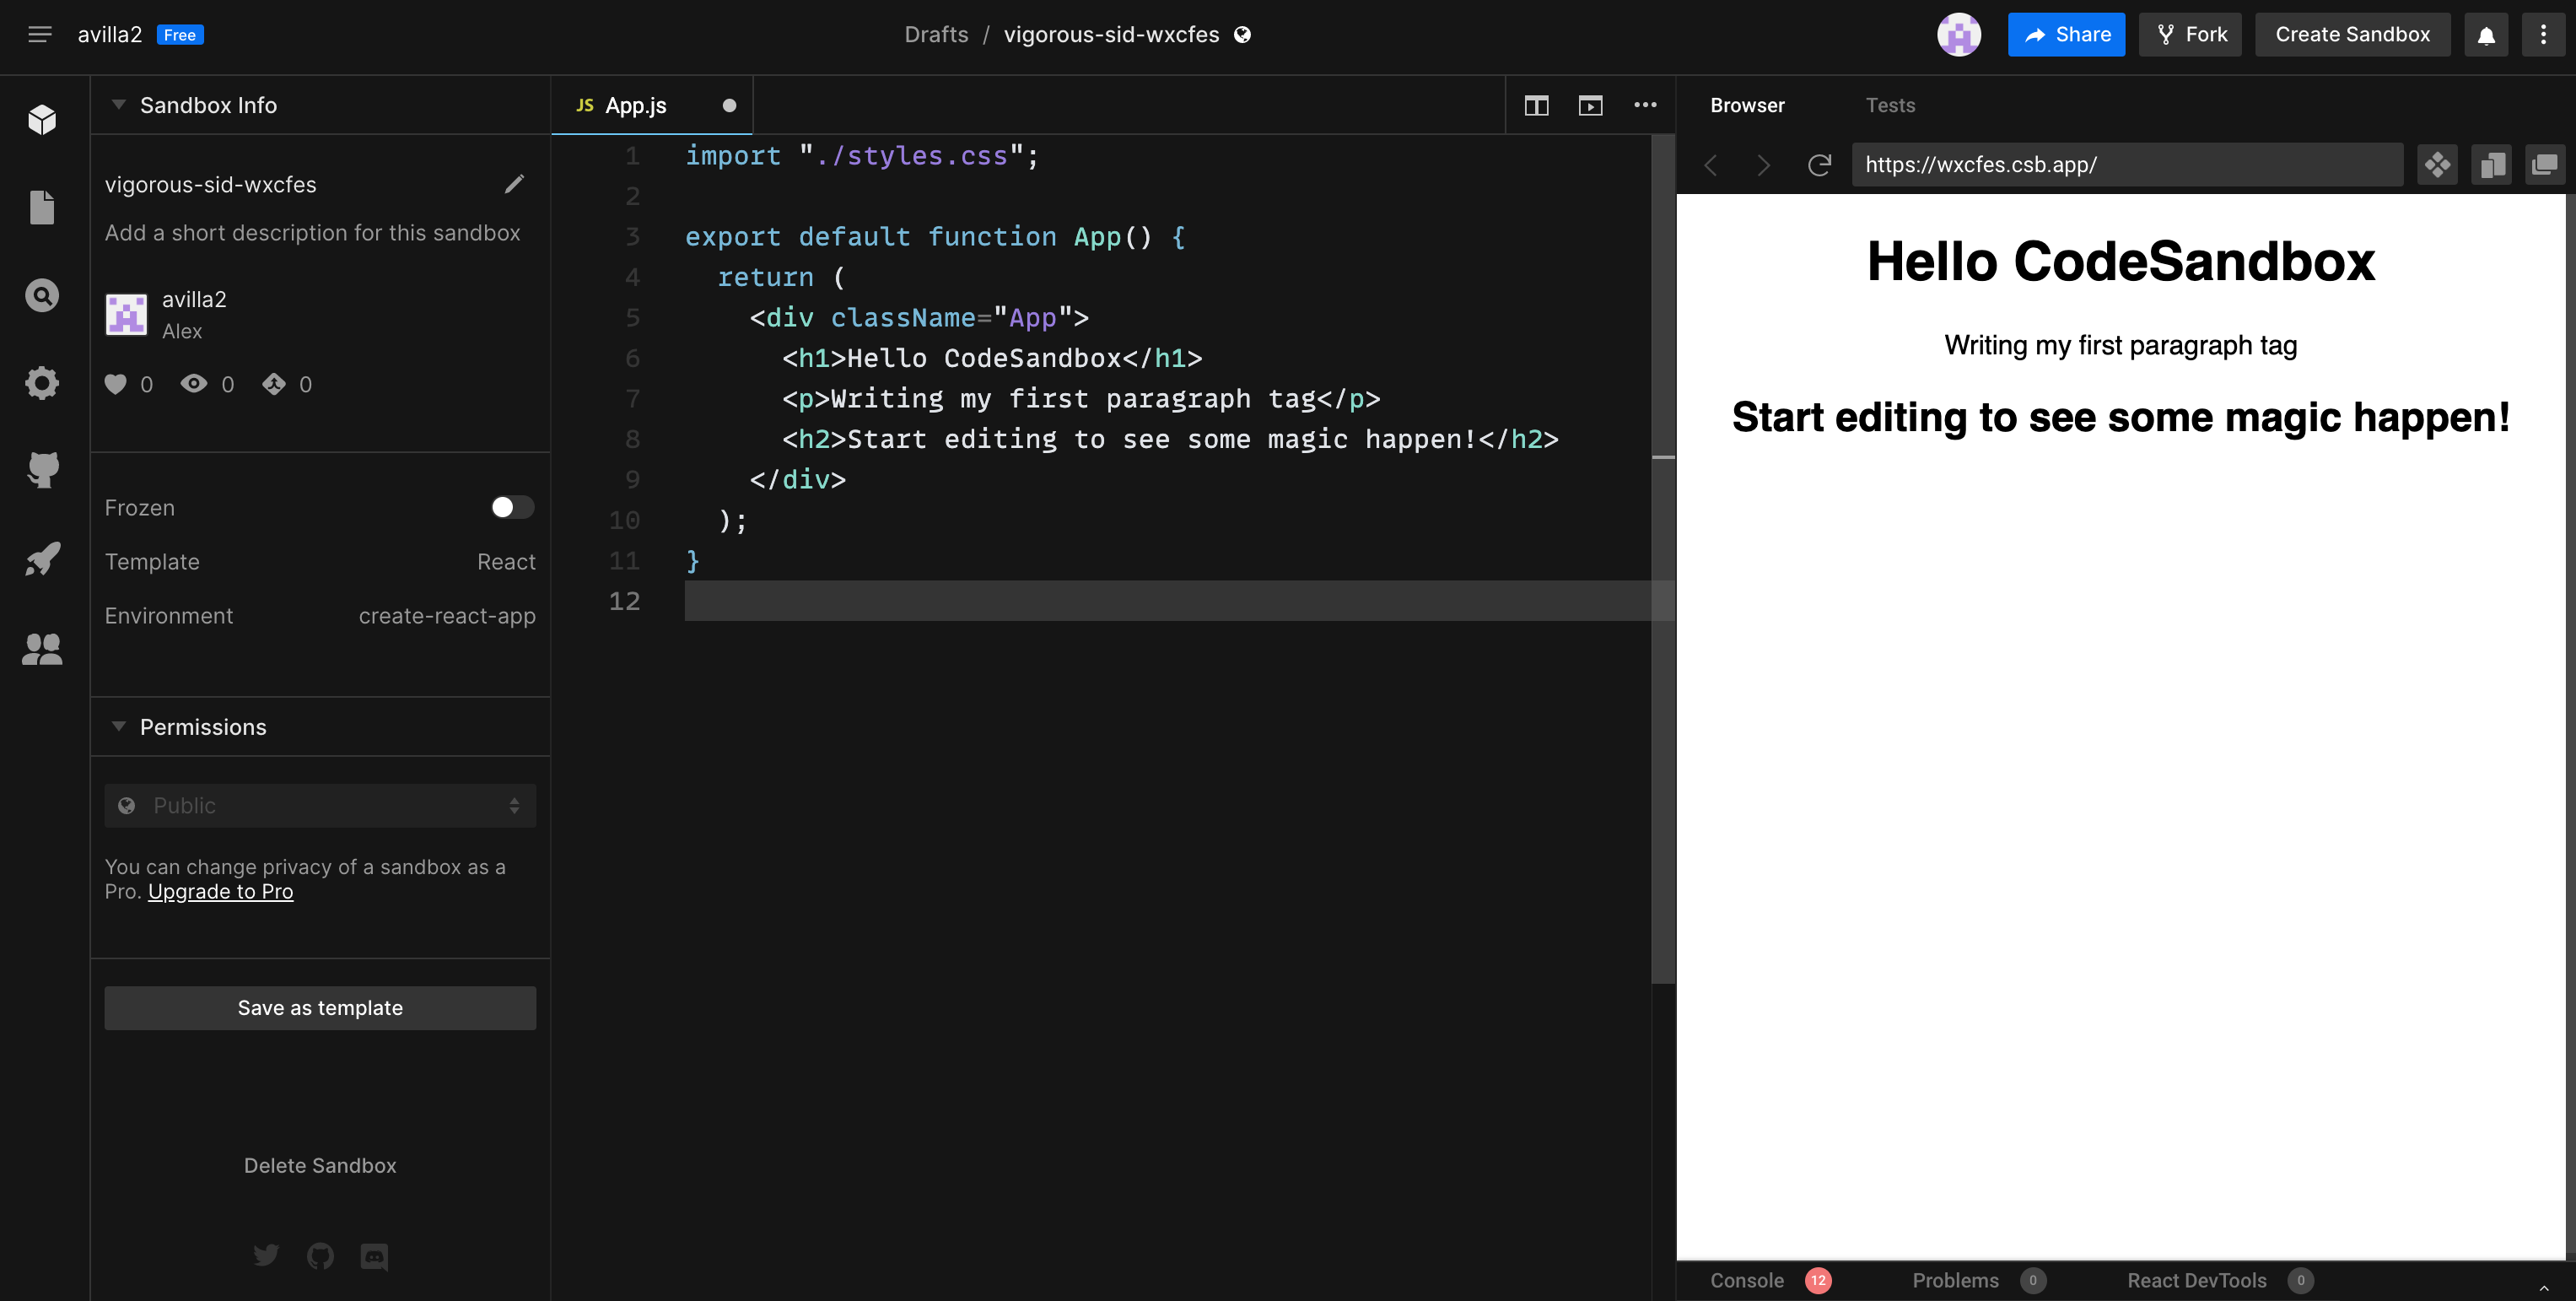 avilla2 Free
Drafts / vigorous-sid-wxcfes
Share
Fork
Create Sandbox
Sandbox Info
vigorous-sid-wxcfes
Add a short description for this sandbox
avilla2
Alex
0 0 0
Frozen
Template React
Environment create-react-app
Permissions
Public
You can change privacy of a sandbox as a
Pro. Upgrade to Pro
Save as template
Delete Sandbox
JS App.js
1 import "./styles.css";
2
3 export default function App() {
4 return (
5 <div className="App">
6 <h1>Hello CodeSandbox</h1>
7 <p>Writing my first paragraph tag</p>
8 <h2>Start editing to see some magic happen!</h2>
9 </div>
10 );
11 }
12
Browser Tests
https://wxcfes.csb.app/
Hello CodeSandbox
Writing my first paragraph tag
Start editing to see some magic happen!
Console 12 Problems 0 React DevTools 0